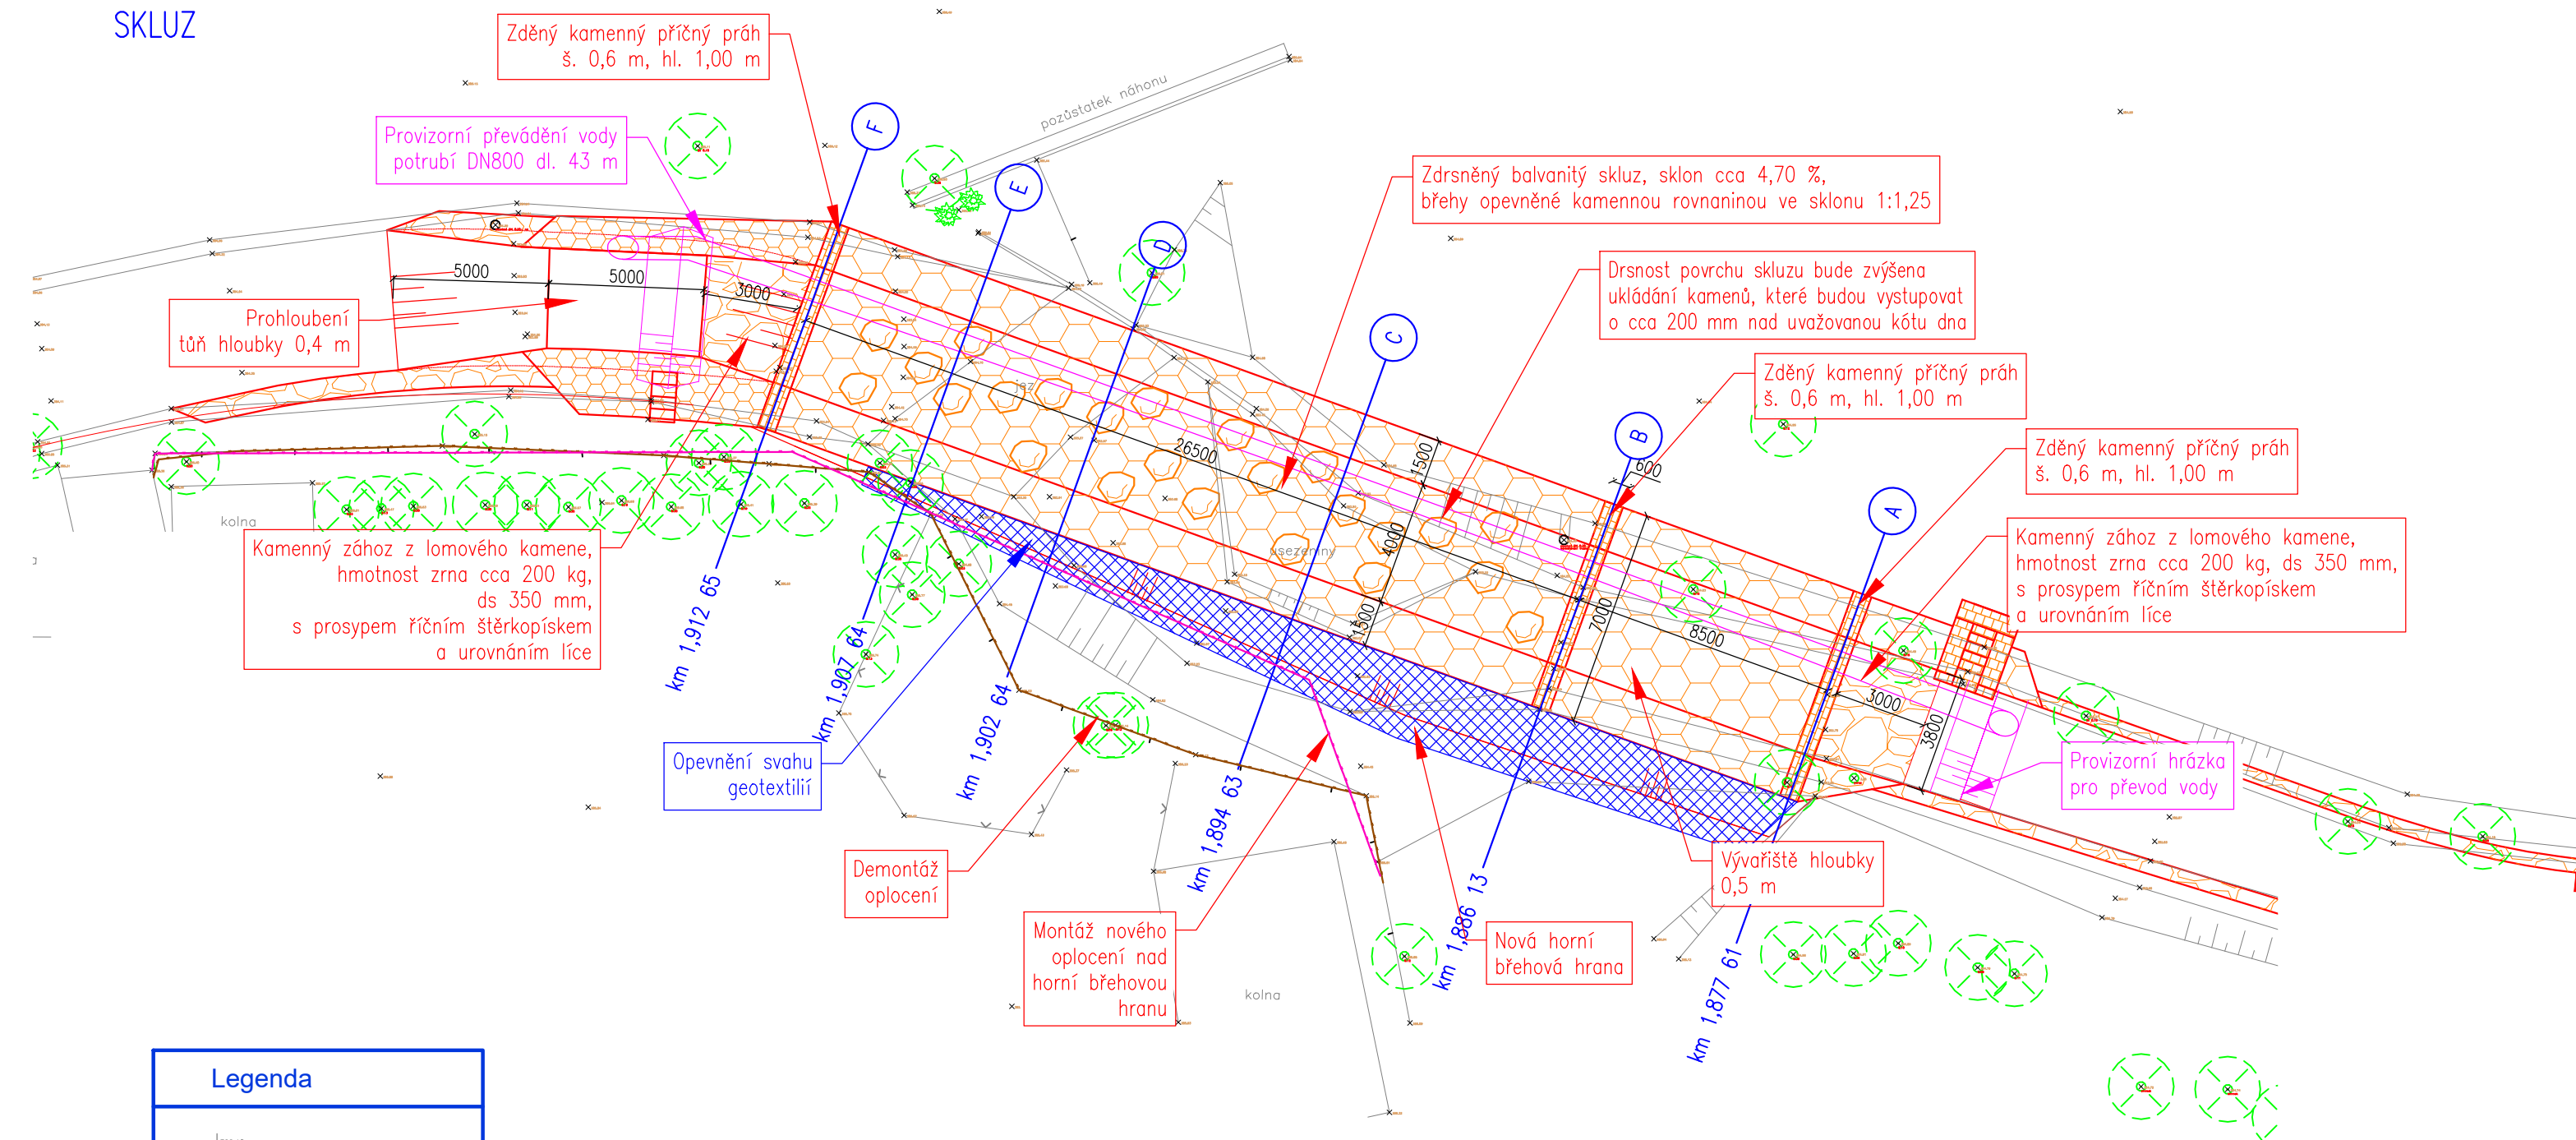 SKLUZ
Zděný kamenný příčný práh
š. 0,6 m, hl. 1,00 m
Provizorní převádění vody
potrubí DN800 dl. 43 m
pozůstatek náhonu
F
E
D
C
B
A
Zdrsněný balvanitý skluz, sklon cca 4,70 %,
břehy opevněné kamennou rovnaninou ve sklonu 1:1,25
Drsnost povrchu skluzu bude zvýšena
ukládání kamenů, které budou vystupovat
o cca 200 mm nad uvažovanou kótu dna
Zděný kamenný příčný práh
š. 0,6 m, hl. 1,00 m
Zděný kamenný příčný práh
š. 0,6 m, hl. 1,00 m
Kamenný zához z lomového kamene,
hmotnost zrna cca 200 kg, ds 350 mm,
s prosypem říčním štěrkopískem
a urovnáním líce
5000
5000
3000
Prohloubení
tůň hloubky 0,4 m
jez
26500
1500
4000
1500
600
7000
8500
3000
3800
usezeniny
kolna
Kamenný zához z lomového kamene,
hmotnost zrna cca 200 kg,
ds 350 mm,
s prosypem říčním štěrkopískem
a urovnáním líce
km 1,912 65
km 1,907 64
km 1,902 64
km 1,894 63
km 1,886 13
km 1,877 61
Opevnění svahu
geotextilií
Provizorní hrázka
pro převod vody
Demontáž
oplocení
Vývařiště hloubky
0,5 m
Montáž nového
oplocení nad
horní břehovou
hranu
Nová horní
břehová hrana
kolna
Legenda